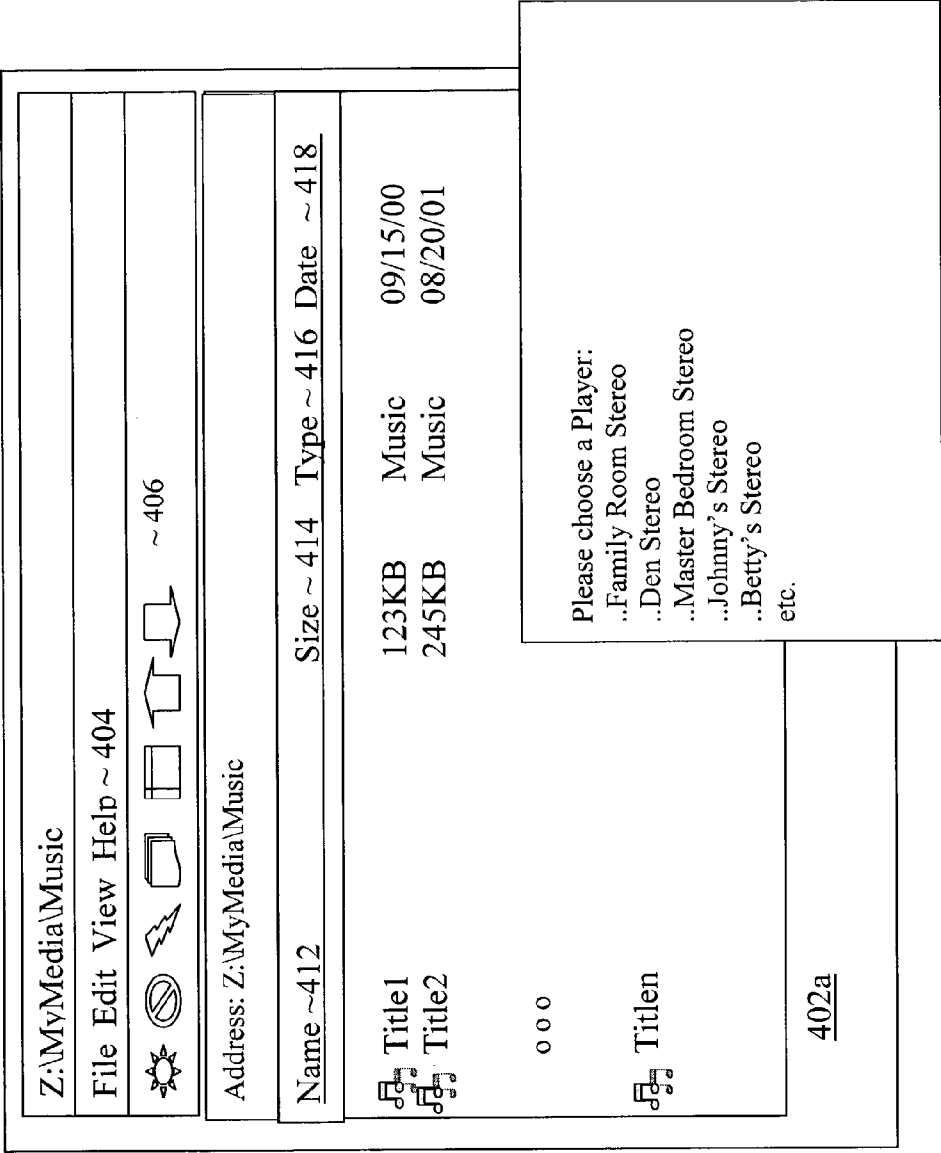 Z:\MyMedia\Music
File Edit View Help ~ 404
~ 406
Address: Z:\MyMedia\Music
Name ~412 Size ~ 414 Type ~ 416 Date ~ 418
Title1 123KB Music 09/15/00
Title2 245KB Music 08/20/01
o o o
Titlen
Please choose a Player:
..Family Room Stereo
..Den Stereo
..Master Bedroom Stereo
..Johnny's Stereo
..Betty's Stereo
etc.
402a